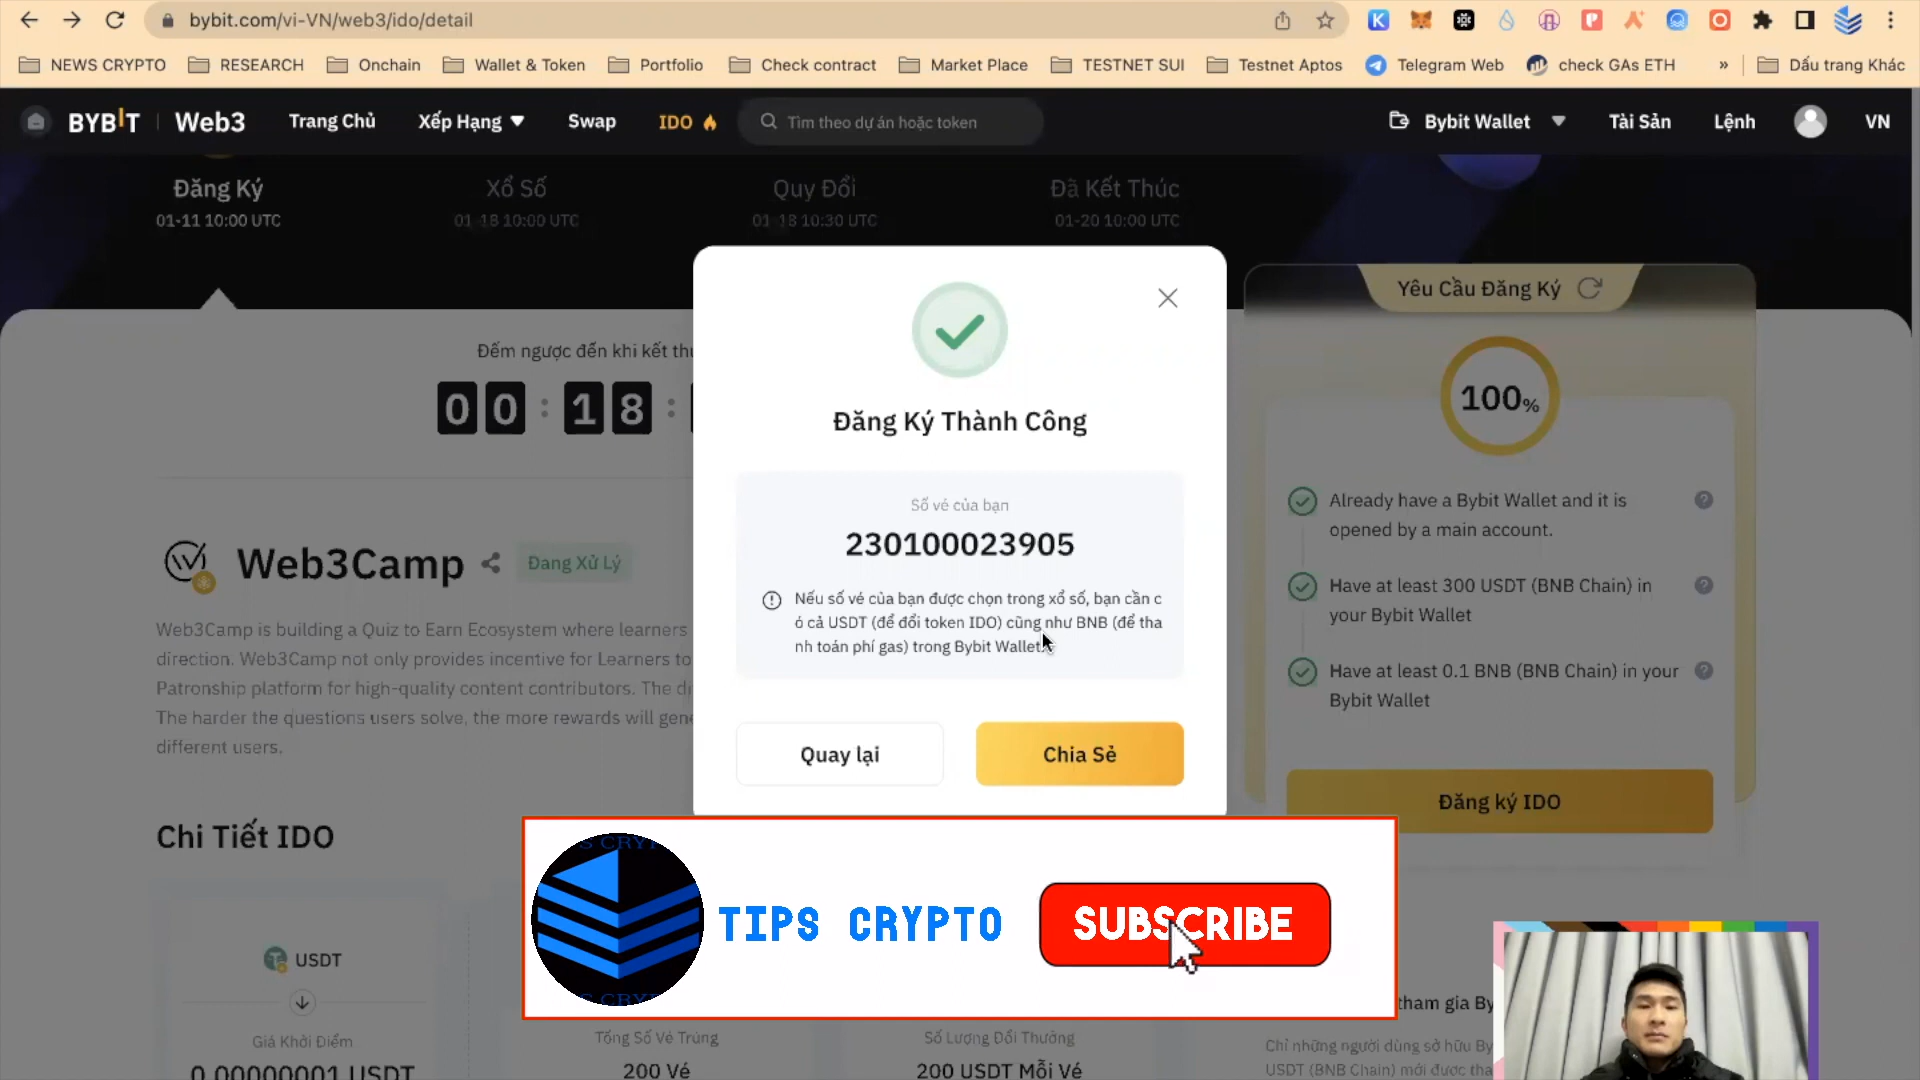 bybit.com/vi-VN/web3/ido/detail
NEWS CRYPTO
RESEARCH
Onchain
Wallet & Token
Portfolio
Check contract
Market Place
TESTNET SUI
Testnet Aptos
Telegram Web
check GAs ETH
»
Dấu trang Khác
BYBIT
Web3
Trang Chủ
Xếp Hạng
Swap
IDO
Tìm theo dự án hoặc token
Bybit Wallet
Tài Sản
Lệnh
VN
Đăng Ký
01-11 10:00 UTC
Xổ Số
01-18 10:00 UTC
Quy Đổi
01-18 10:30 UTC
Đã Kết Thúc
01-20 10:00 UTC
Đếm ngược đến khi kết thú
00 : 18 :
Web3Camp
Đang Xử Lý
Web3Camp is building a Quiz to Earn Ecosystem where learners
direction. Web3Camp not only provides incentive for Learners to
Patronship platform for high-quality content contributors. The
The harder the questions users solve, the more rewards will gene
different users.
Chi Tiết IDO
USDT
Giá Khởi Điểm
0.00000001 USDT
Tổng Số Vé Trúng
200 Vé
Số Lượng Đổi Thưởng
200 USDT Mỗi Vé
Đăng Ký Thành Công
Số vé của bạn
230100023905
Nếu số vé của bạn được chọn trong xổ số, bạn cần c
ó cả USDT (để đổi token IDO) cũng như BNB (để tha
nh toán phí gas) trong Bybit Wallet.
Quay lại
Chia Sẻ
Yêu Cầu Đăng Ký
100%
Already have a Bybit Wallet and it is
opened by a main account.
Have at least 300 USDT (BNB Chain) in
your Bybit Wallet
Have at least 0.1 BNB (BNB Chain) in your
Bybit Wallet
Đăng ký IDO
tham gia By
Chỉ những người dùng sở hữu By
USDT (BNB Chain) mới được tha
TIPS CRYPTO
SUBSCRIBE